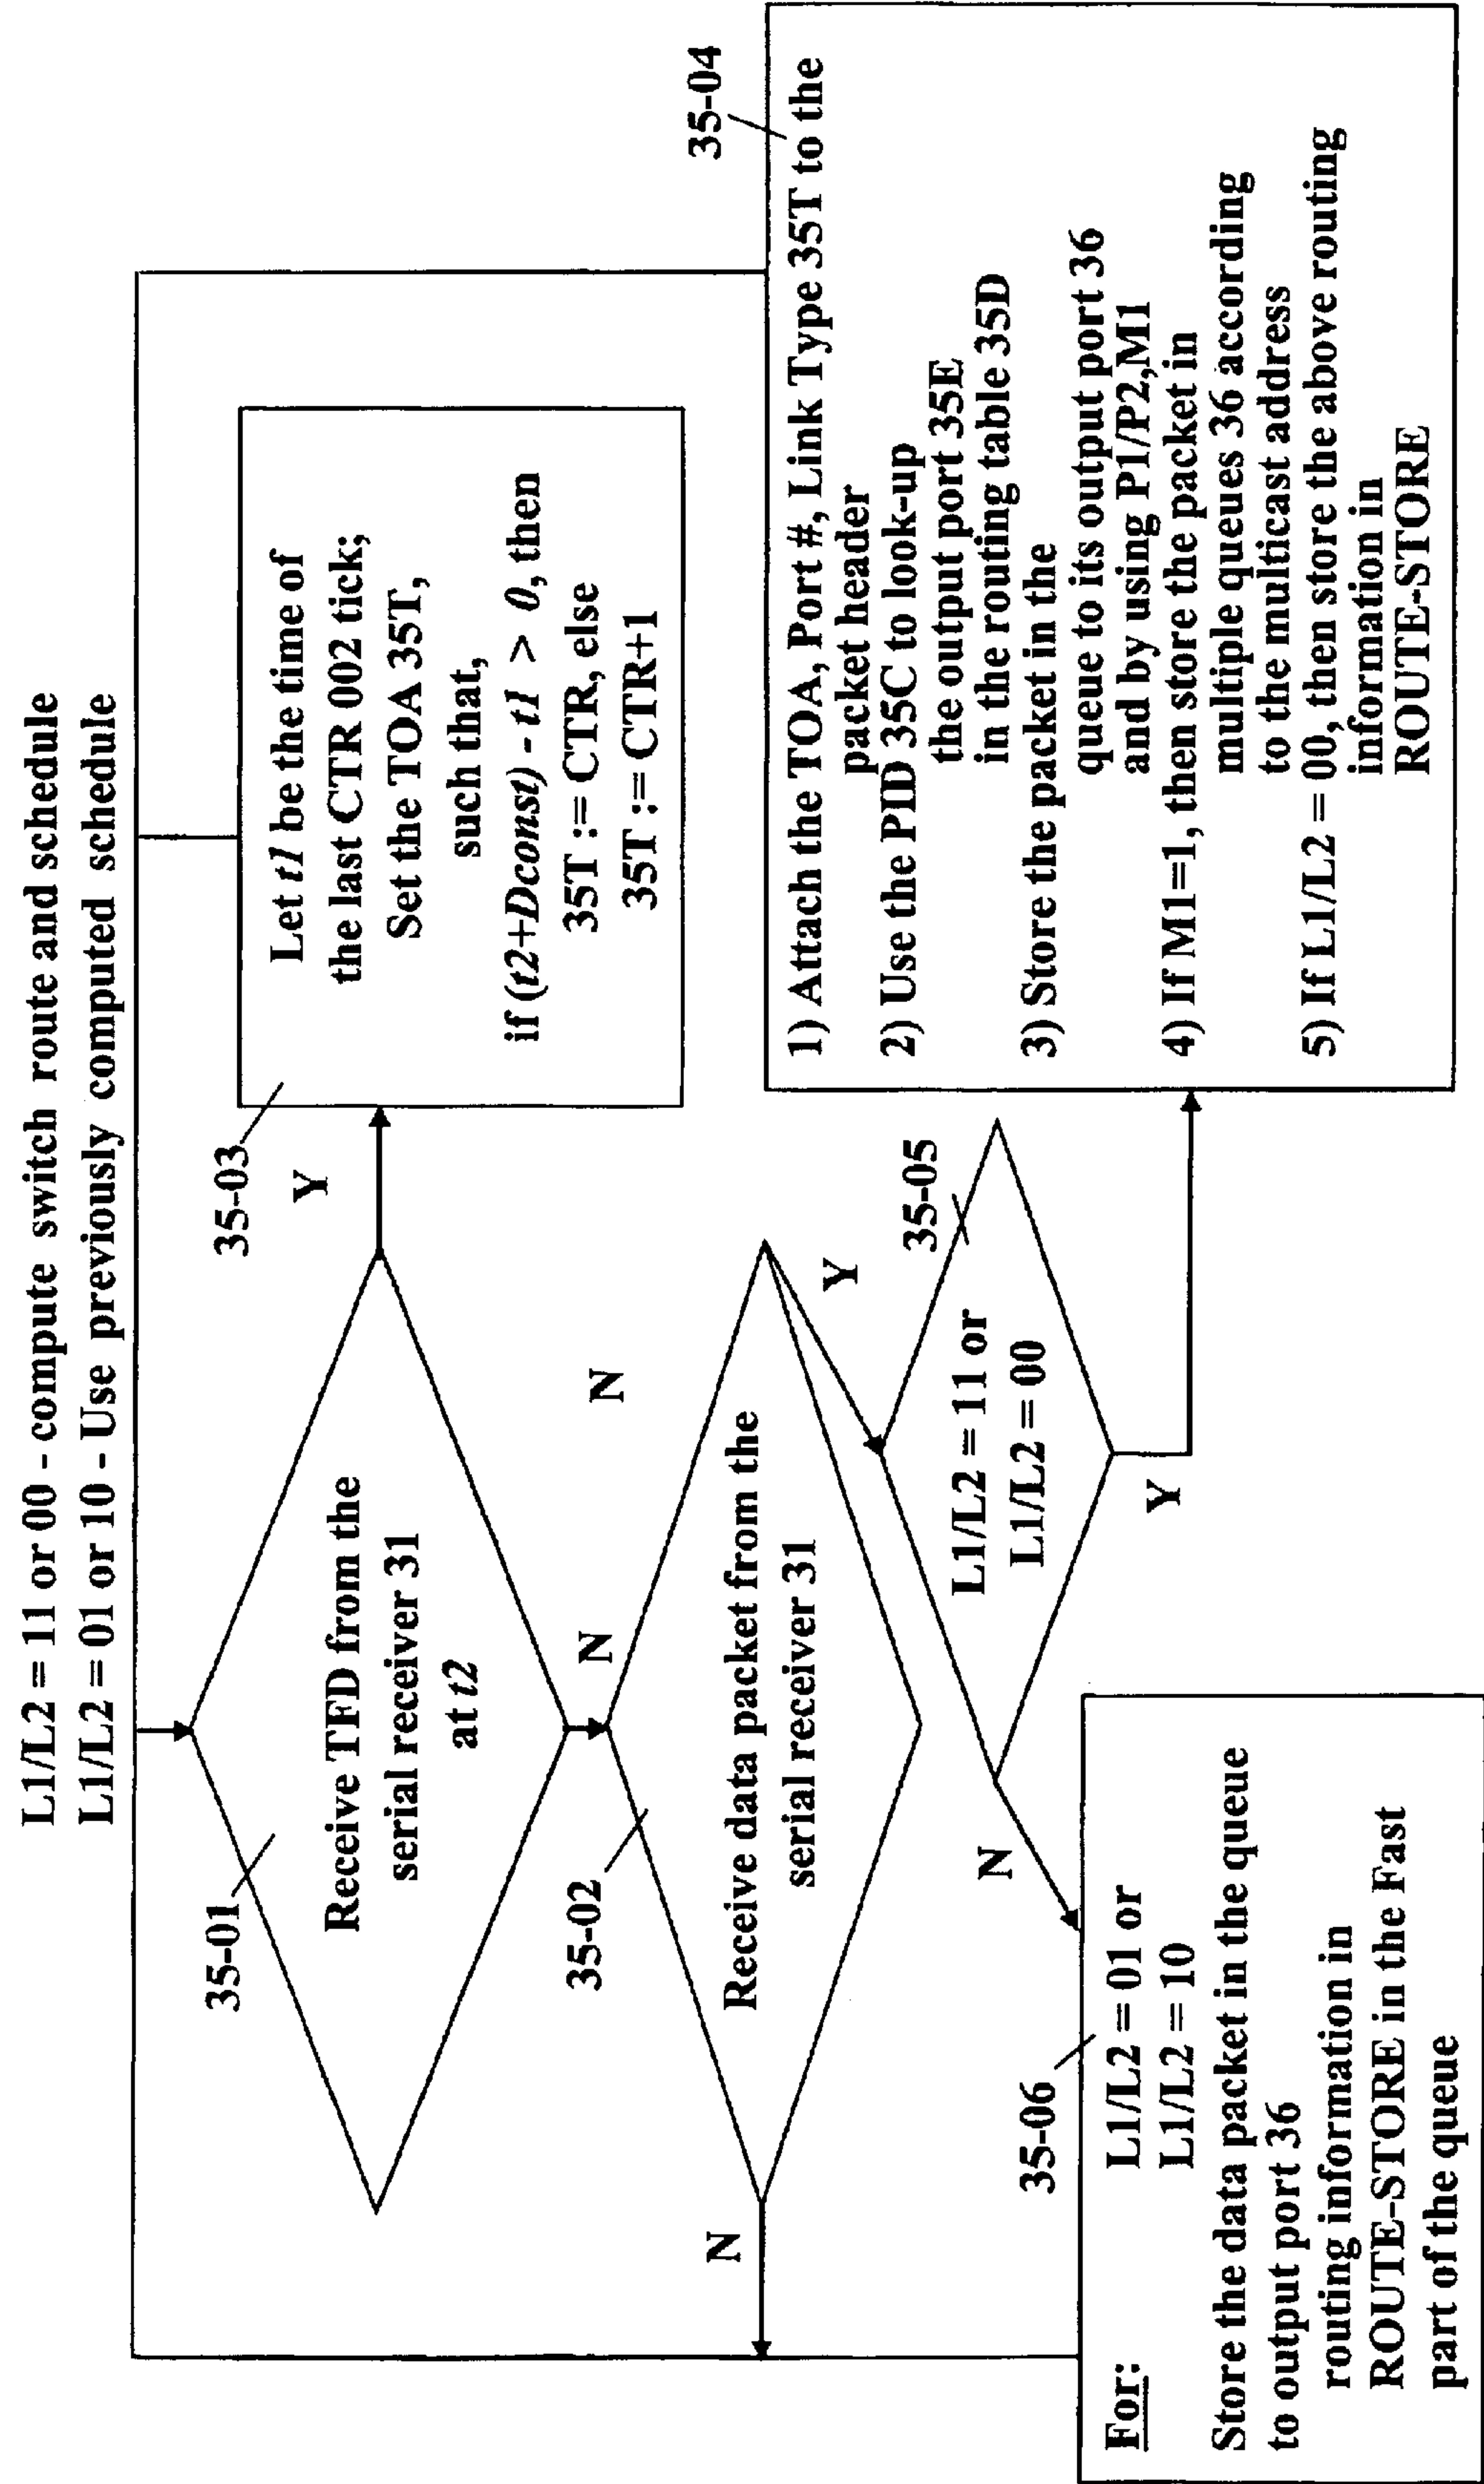 L1/L2 = 11 or 00 - compute switch route and schedule
L1/L2 = 01 or 10 - Use previously computed schedule
35-01
Receive TFD from the
serial receiver 31
at t2
Y
35-03
Let t1 be the time of
the last CTR 002 tick;
Set the TOA 35T,
such that,
if (t2+Dconst) - t1 > 0, then
35T := CTR, else
35T := CTR+1
N
N
35-02
Receive data packet from the
serial receiver 31
N
Y
35-05
L1/L2 = 11 or
L1/L2 = 00
N
Y
35-04
1) Attach the TOA, Port #, Link Type 35T to the
packet header
2) Use the PID 35C to look-up
the output port 35E
in the routing table 35D
3) Store the packet in the
queue to its output port 36
and by using P1/P2,M1
4) If M1=1, then store the packet in
multiple queues 36 according
to the multicast address
5) If L1/L2 = 00, then store the above routing
information in
ROUTE-STORE
35-06
For: L1/L2 = 01 or
L1/L2 = 10
Store the data packet in the queue
to output port 36
routing information in
ROUTE-STORE in the Fast
part of the queue